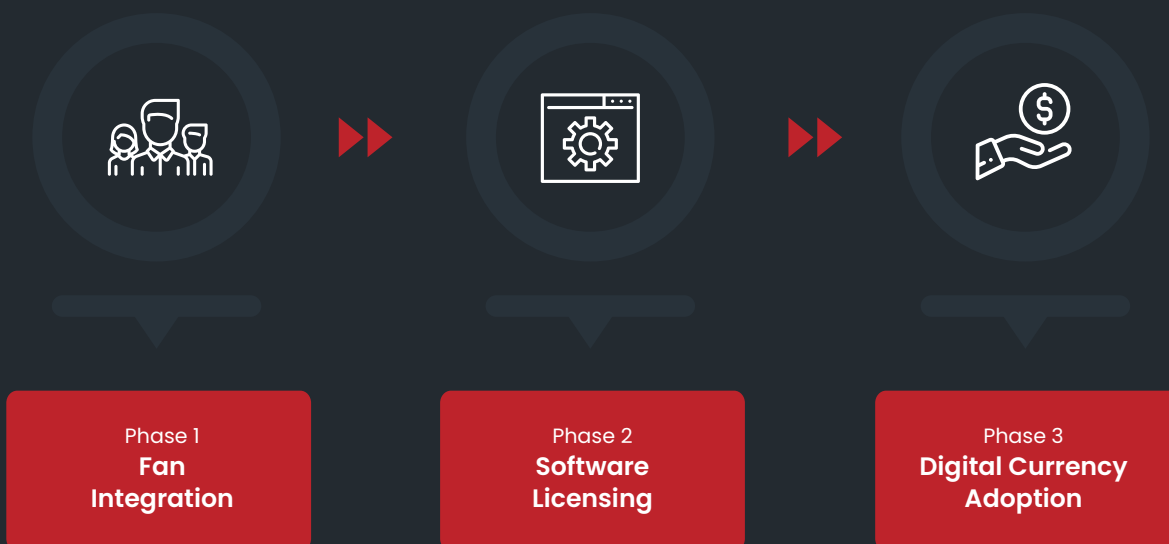 Phase 1
Fan
Integration
Phase 2
Software
Licensing
Phase 3
Digital Currency
Adoption